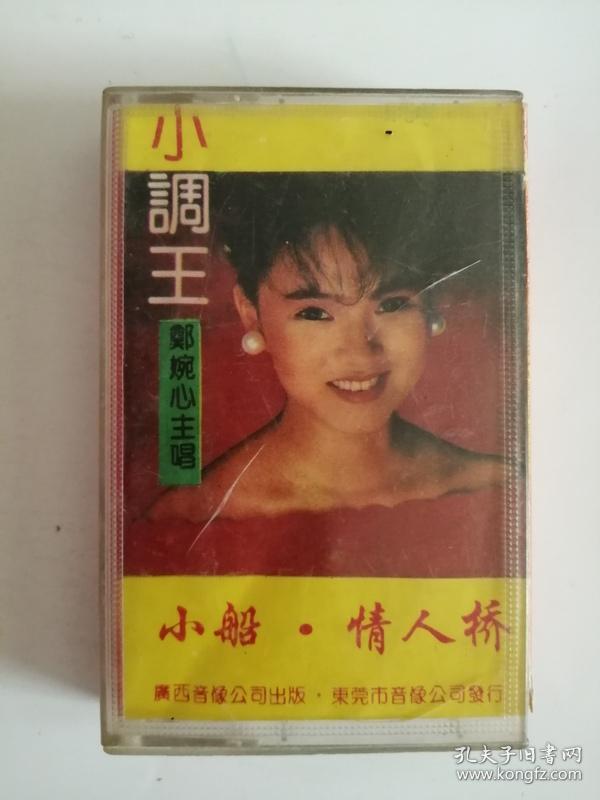 小調王
鄭婉心主唱
小船·情人桥
廣西音像公司出版·東莞市音像公司發行
孔夫子旧书网
www.kongfz.com